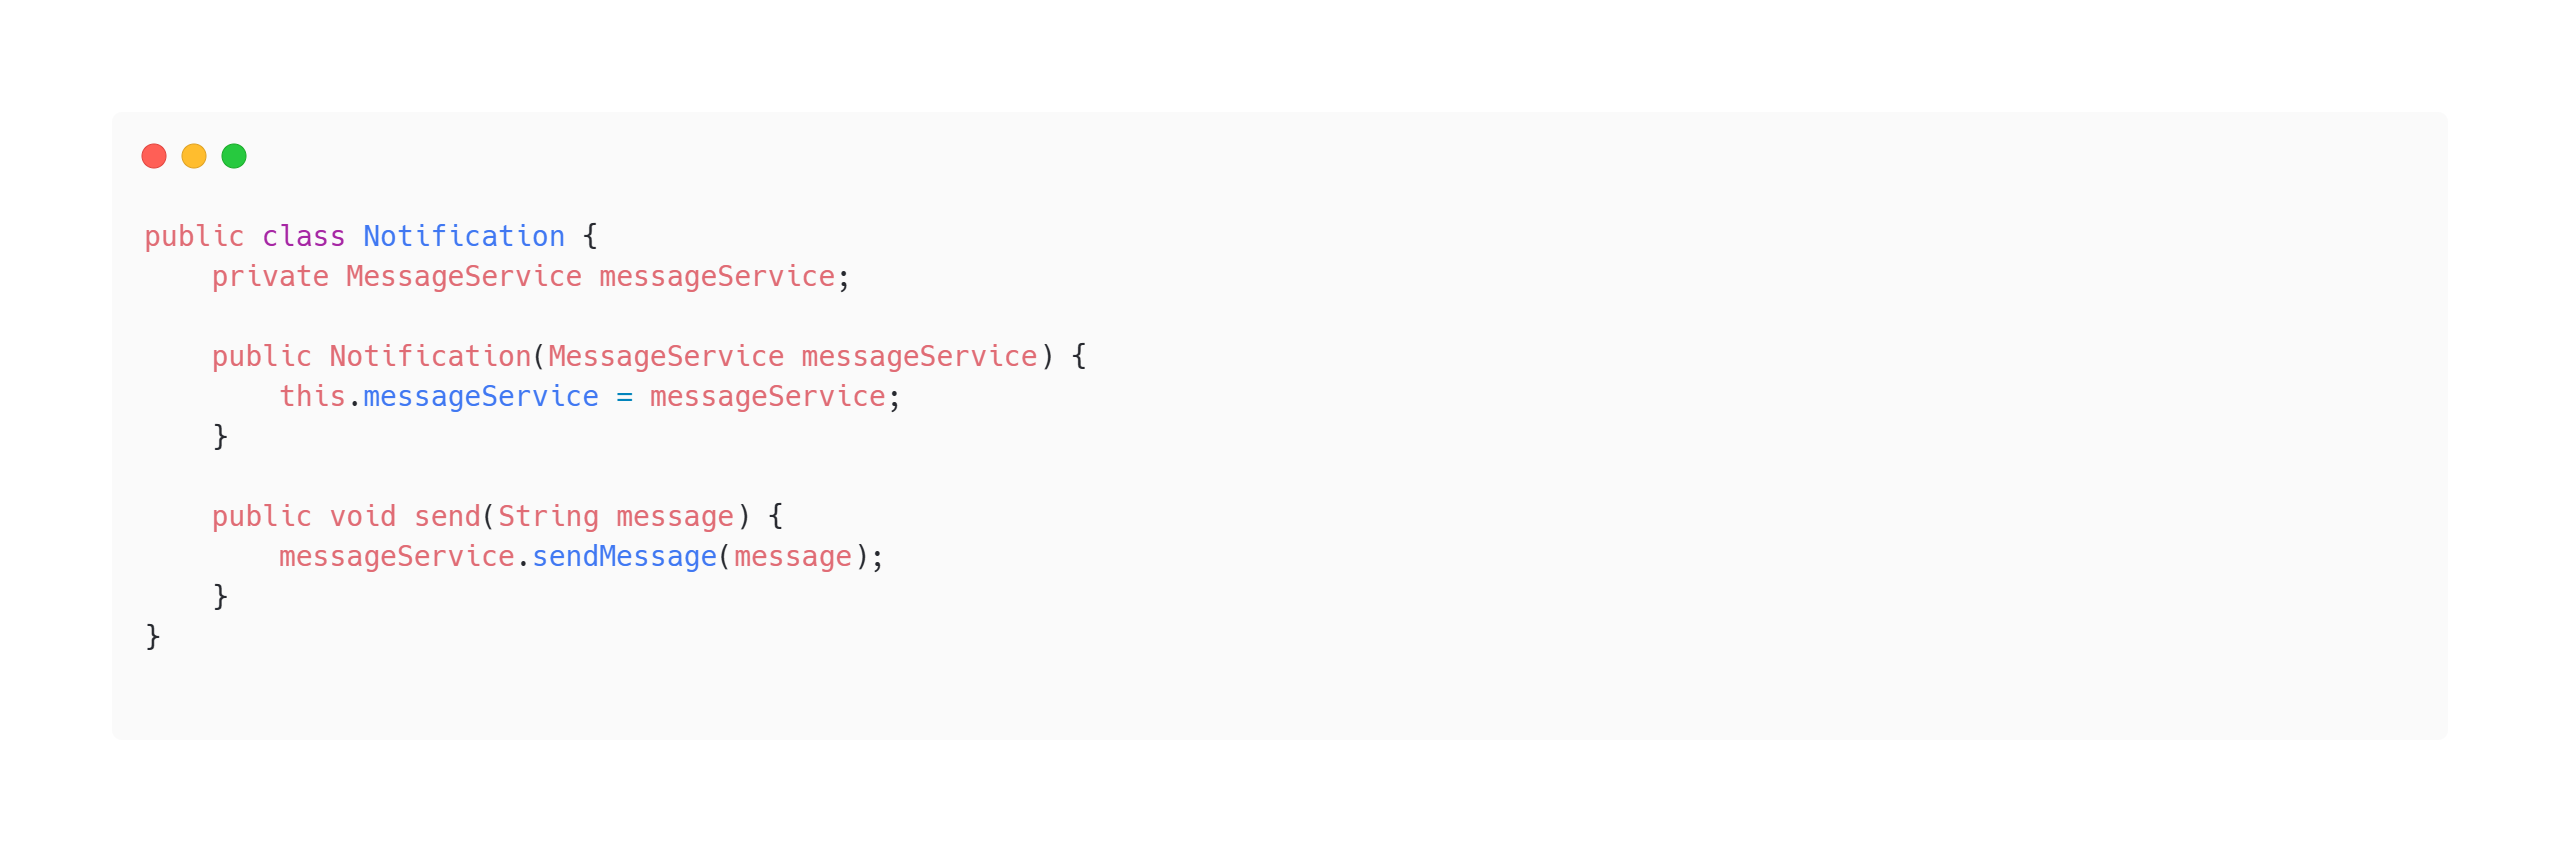 public class Notification {
    private MessageService messageService;

    public Notification(MessageService messageService) {
        this.messageService = messageService;
    }

    public void send(String message) {
        messageService.sendMessage(message);
    }
}